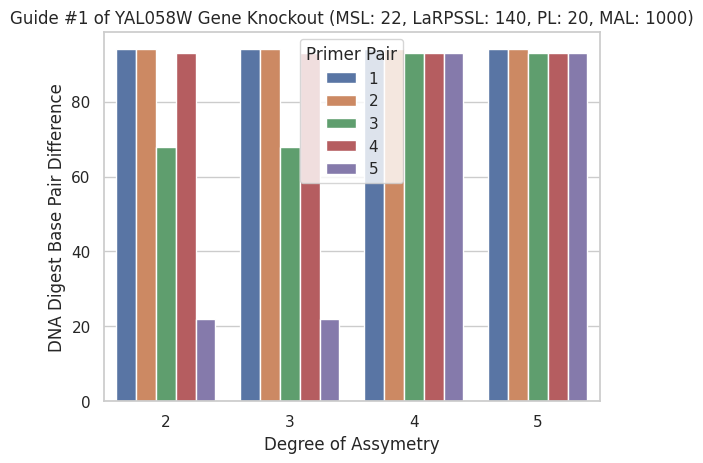 Guide #1 of YAL058W Gene Knockout (MSL: 22, LaRPSSL: 140, PL: 20, MAL: 1000)
DNA Digest Base Pair Difference
80
60
40
20
0
Primer Pair
1
2
3
4
5
2 3 4 5
Degree of Assymetry